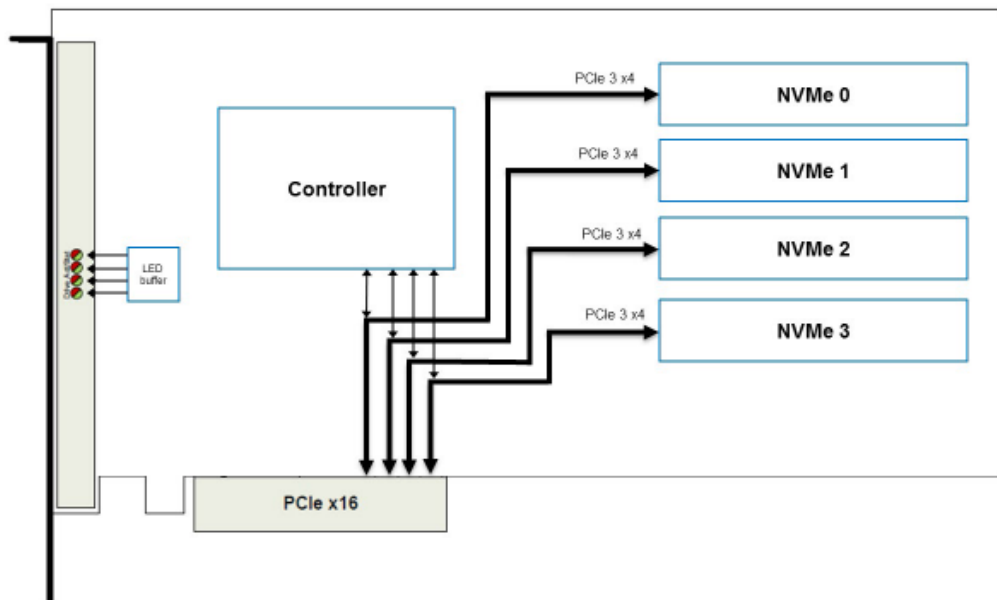 PCIe 3 x4
NVMe 0
PCIe 3 x4
NVMe 1
Controller
PCIe 3 x4
NVMe 2
LED
buffer
PCIe 3 x4
NVMe 3
PCIe x16